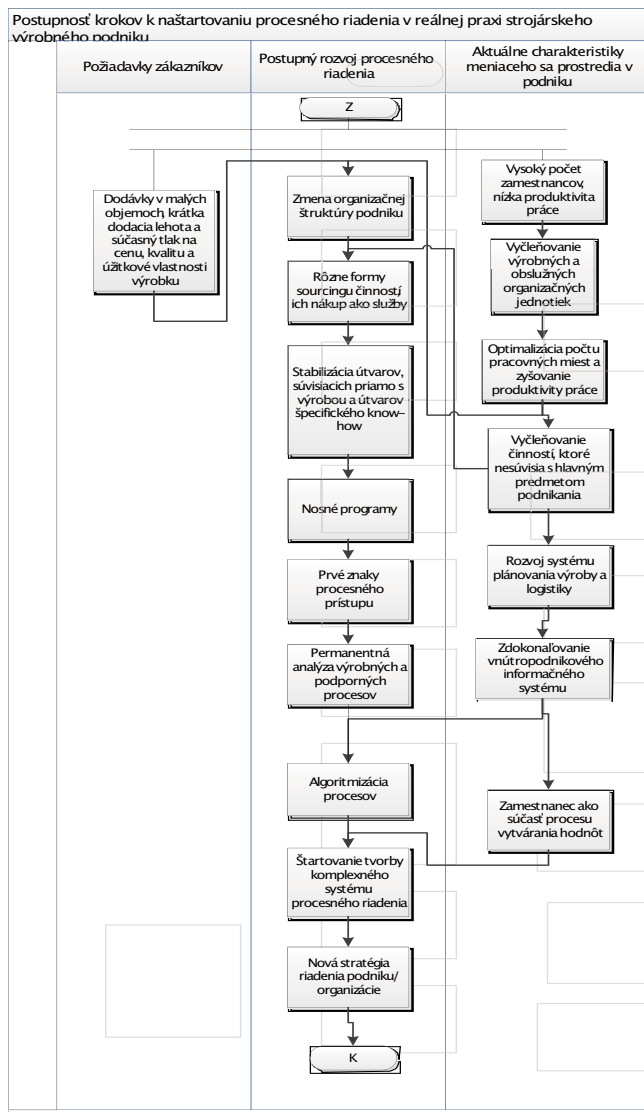 Postupnosť krokov k naštartovaniu procesného riadenia v reálnej praxi strojárskeho
výrobného podniku
Požiadavky zákazníkov
Postupný rozvoj procesného
riadenia
Aktuálne charakteristiky
meniaceho sa prostredia v
podniku
Z
Dodávky v malých
objemoch, krátka
dodacia lehota a
súčasný tlak na
cenu, kvalitu a
úžitkové vlastnosti
výrobku
Zmena organizačnej
štruktúry podniku
Rôzne formy
sourcingu činností,
ich nákup ako služby
Stabilizácia útvarov,
súvisiacich priamo s
výrobou a útvarov
špecifického know–
how
Nosné programy
Prvé znaky
procesného
prístupu
Permanentná
analýza výrobných a
podporných
procesov
Algoritmizácia
procesov
Štartovanie tvorby
komplexného
systému
procesného riadenia
Nová stratégia
riadenia podniku/
organizácie
K
Vysoký počet
zamestnancov,
nízka produktivita
práce
Vyčleňovanie
výrobných a
obslužných
organizačných
jednotiek
Optimalizácia počtu
pracovných miest a
zyšovanie
produktivity práce
Vyčleňovanie
činností, ktoré
nesúvisia s hlavným
predmetom
podnikania
Rozvoj systému
plánovania výroby a
logistiky
Zdokonaľovanie
vnútropodnikového
informačného
systému
Zamestnanec ako
súčasť procesu
vytvárania hodnôt